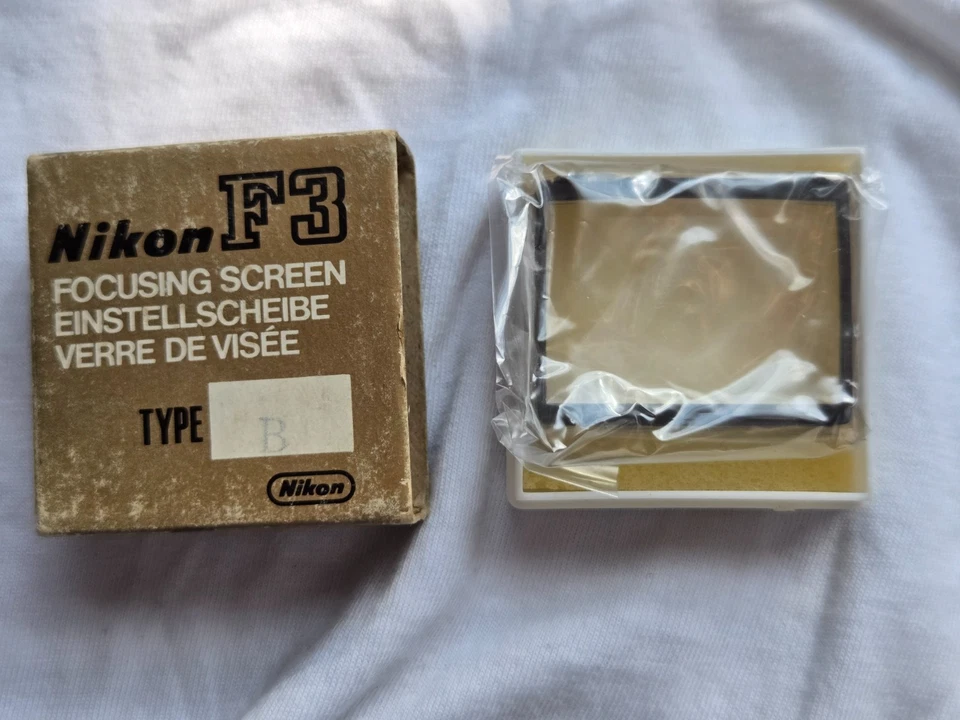 Nikon F3
FOCUSING SCREEN
EINSTELLSCHEIBE
VERRE DE VISÉE
TYPE B
Nikon